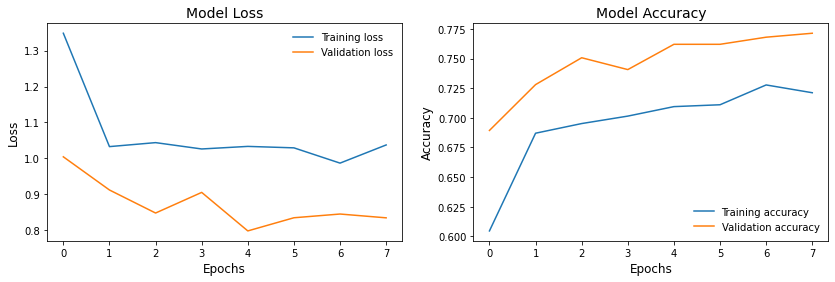 Model Loss
1.3
1.2
1.1
1.0
0.9
0.8
Loss
Training loss
Validation loss
0 1 2 3 4 5 6 7
Epochs
Model Accuracy
0.775
0.750
0.725
0.700
0.675
0.650
0.625
0.600
Accuracy
Training accuracy
Validation accuracy
0 1 2 3 4 5 6 7
Epochs